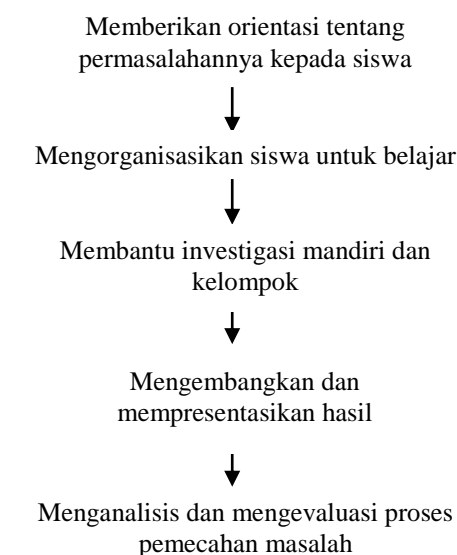 Memberikan orientasi tentang
permasalahannya kepada siswa
Mengorganisasikan siswa untuk belajar
Membantu investigasi mandiri dan
kelompok
Mengembangkan dan
mempresentasikan hasil
Menganalisis dan mengevaluasi proses
pemecahan masalah